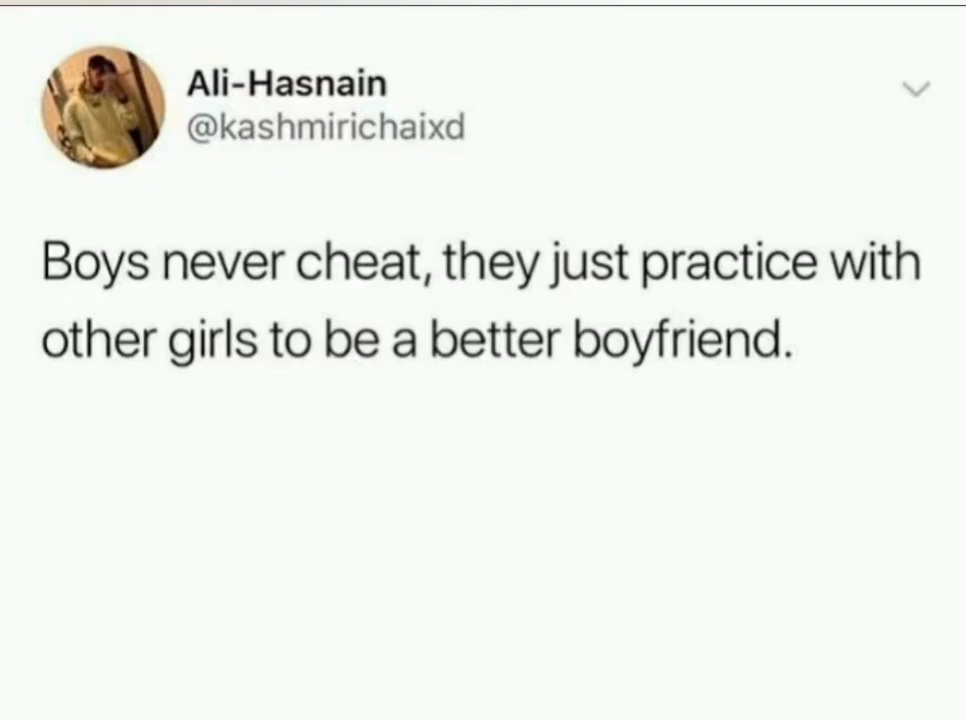 Ali-Hasnain
@kashmirichaixd
Boys never cheat, they just practice with
other girls to be a better boyfriend.